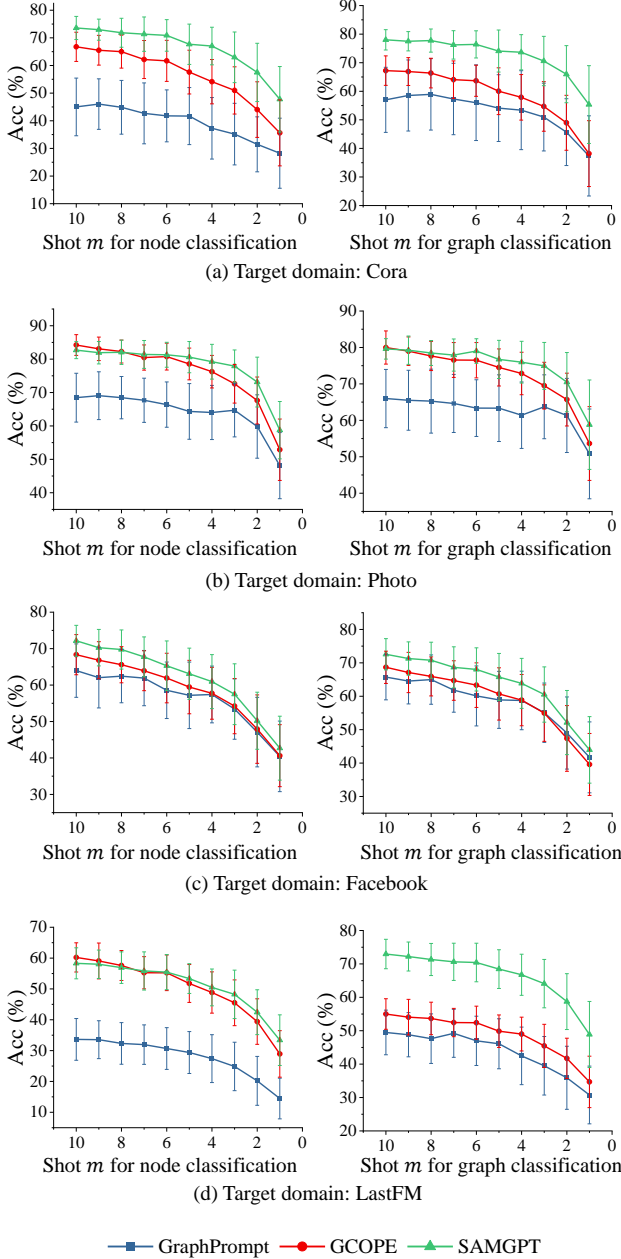 80
70
60
50
40
30
20
10
Acc (%)
10 8 6 4 2 0
Shot m for node classification
80
70
60
50
40
30
20
Acc (%)
10 8 6 4 2 0
Shot m for graph classification
(a) Target domain: Cora
90
80
70
60
50
40
Acc (%)
10 8 6 4 2 0
Shot m for node classification
90
80
70
60
50
40
Acc (%)
10 8 6 4 2 0
Shot m for graph classification
(b) Target domain: Photo
80
70
60
50
40
30
Acc (%)
10 8 6 4 2 0
Shot m for node classification
80
70
60
50
40
30
Acc (%)
10 8 6 4 2 0
Shot m for graph classification
(c) Target domain: Facebook
70
60
50
40
30
20
10
Acc (%)
10 8 6 4 2 0
Shot m for node classification
80
70
60
50
40
30
20
Acc (%)
10 8 6 4 2 0
Shot m for graph classification
(d) Target domain: LastFM
GraphPrompt GCOPE SAMGPT